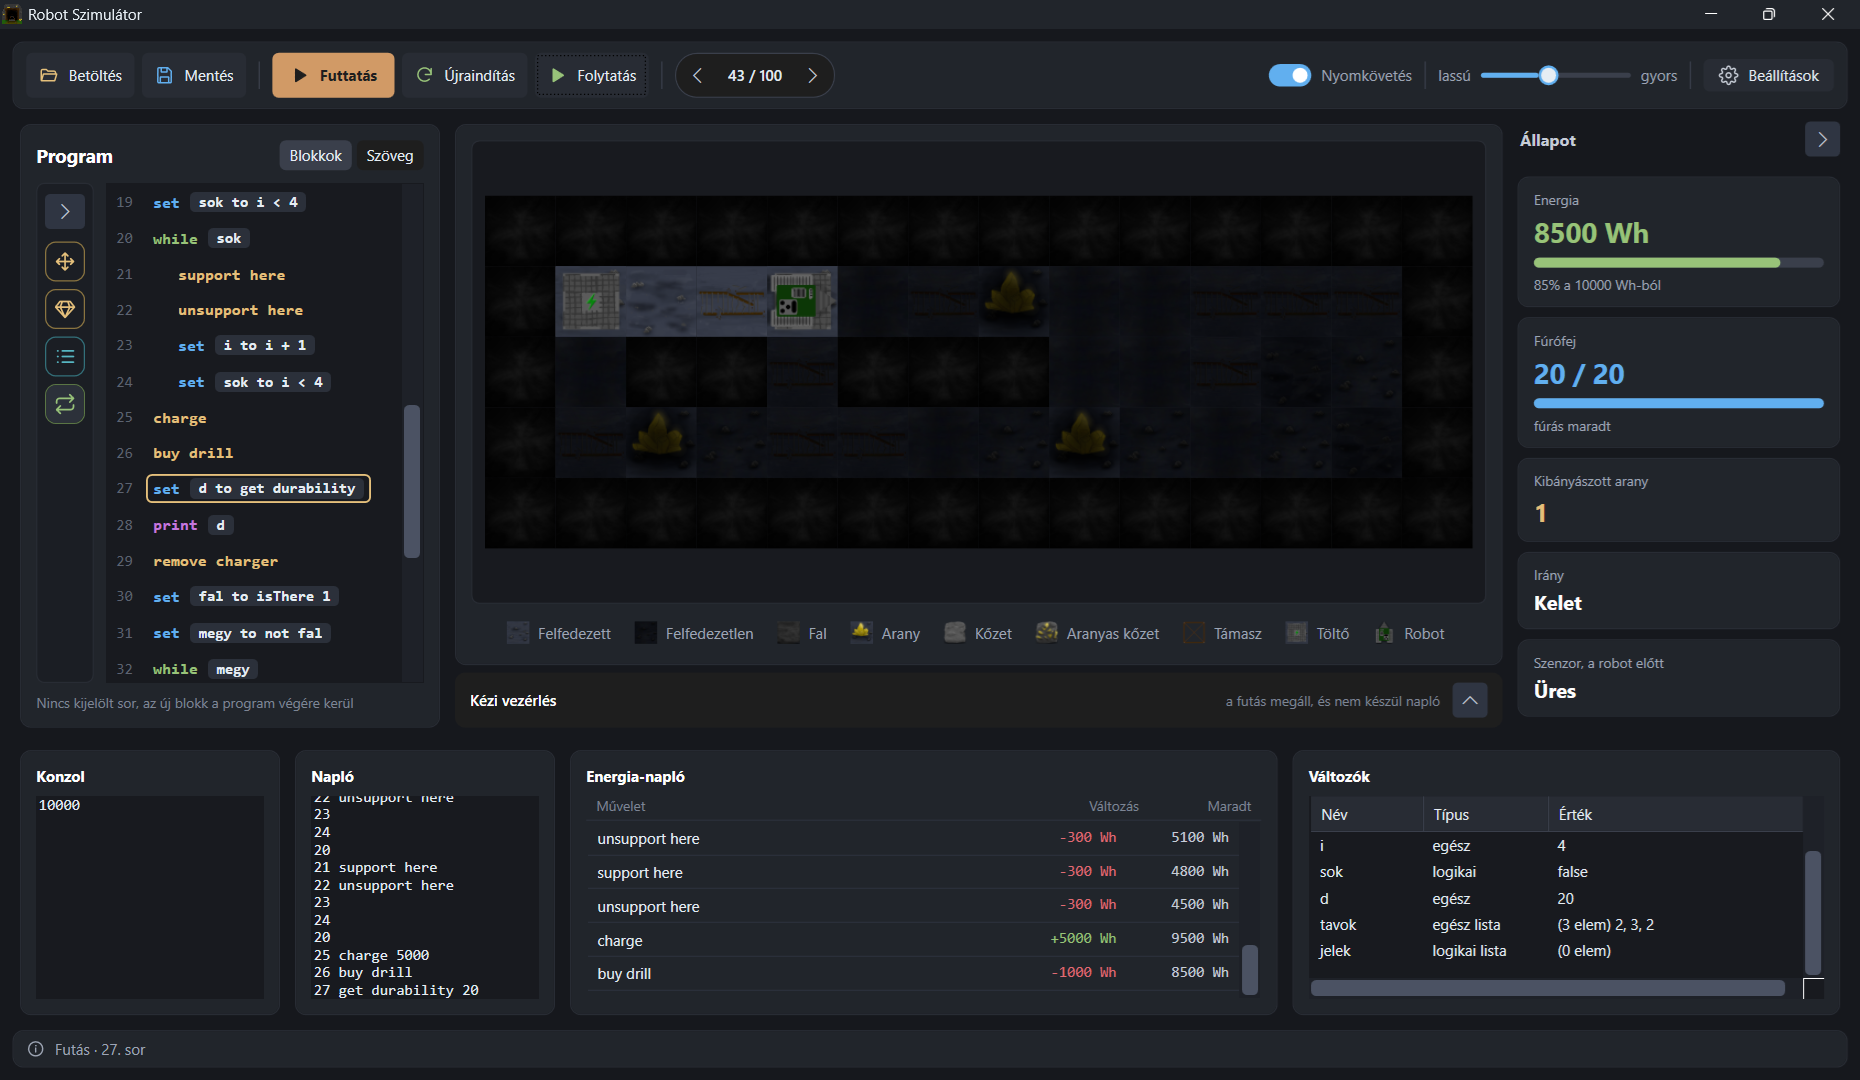 Robot Szimulátor
Betöltés
Mentés
Futtatás
Újraindítás
Folytatás
43 / 100
Nyomkövetés
lassú
gyors
Beállítások
Program
Blokkok
Szöveg
19 set sok to i < 4
20 while sok
21 support here
22 unsupport here
23 set i to i + 1
24 set sok to i < 4
25 charge
26 buy drill
27 set d to get durability
28 print d
29 remove charger
30 set fal to isThere 1
31 set megy to not fal
32 while megy
Nincs kijelölt sor, az új blokk a program végére kerül
Felfedezett
Felfedezetlen
Fal
Arany
Kőzet
Aranyas kőzet
Támasz
Töltő
Robot
Kézi vezérlés
a futás megáll, és nem készül napló
Állapot
Energia
8500 Wh
85% a 10000 Wh-ból
Fúrófej
20 / 20
fúrás maradt
Kibányászott arany
1
Irány
Kelet
Szenzor, a robot előtt
Üres
Konzol
10000
Napló
22 unsupport here
23
24
20
21 support here
22 unsupport here
23
24
20
25 charge 5000
26 buy drill
27 get durability 20
Energia-napló
Művelet Változás Maradt
unsupport here -300 Wh 5100 Wh
support here -300 Wh 4800 Wh
unsupport here -300 Wh 4500 Wh
charge +5000 Wh 9500 Wh
buy drill -1000 Wh 8500 Wh
Változók
Név Típus Érték
i egész 4
sok logikai false
d egész 20
tavok egész lista (3 elem) 2, 3, 2
jelek logikai lista (0 elem)
Futás · 27. sor